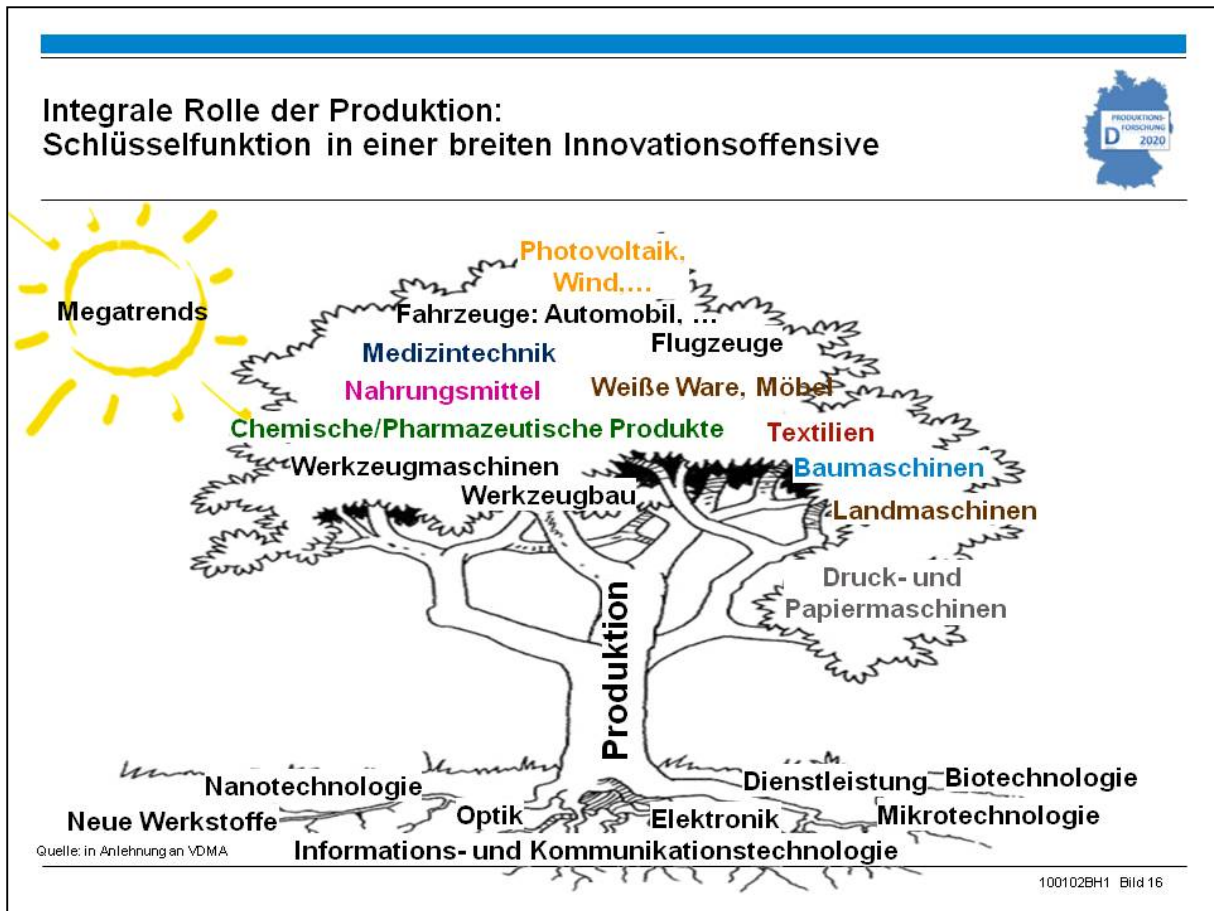 Integrale Rolle der Produktion:
Schlüsselfunktion in einer breiten Innovationsoffensive
PRODUKTIONS-
FORSCHUNG
D 2020
Megatrends
Photovoltaik,
Wind,...
Fahrzeuge: Automobil, ...
Flugzeuge
Medizintechnik
Nahrungsmittel
Weiße Ware, Möbel
Chemische/Pharmazeutische Produkte
Textilien
Werkzeugmaschinen
Baumaschinen
Werkzeugbau
Landmaschinen
Druck- und
Papiermaschinen
Produktion
Nanotechnologie
Dienstleistung
Biotechnologie
Neue Werkstoffe
Optik
Elektronik
Mikrotechnologie
Informations- und Kommunikationstechnologie
Quelle: in Anlehnung an VDMA
100102BH1 Bild 16